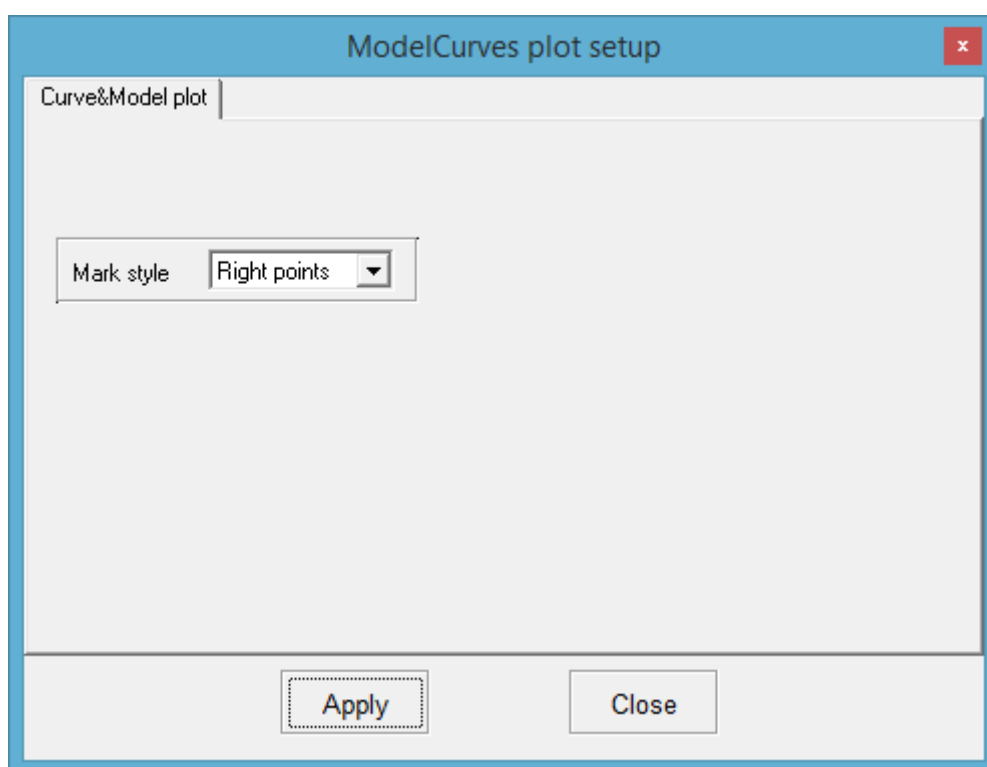 ModelCurves plot setup
x
Curve&Model plot
Mark style Right points
Apply Close